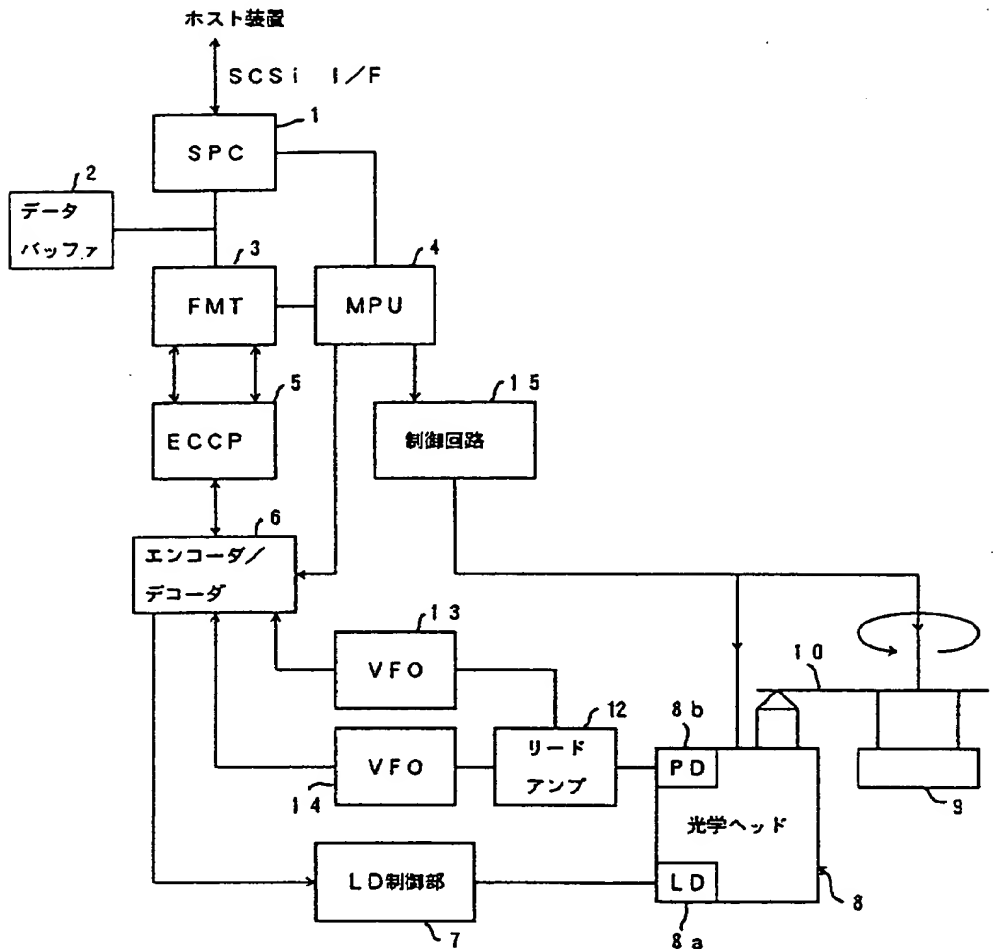 ホスト装置
SCSi I/F
1
SPC
2
データ
バッファ
3
FMT
4
MPU
5
ECCP
15
制御回路
6
エンコーダ/
デコーダ
13
VFO
10
12
リード
アンプ
8b
PD
VFO
14
光学ヘッド
9
LD制御部
7
LD
8
8a